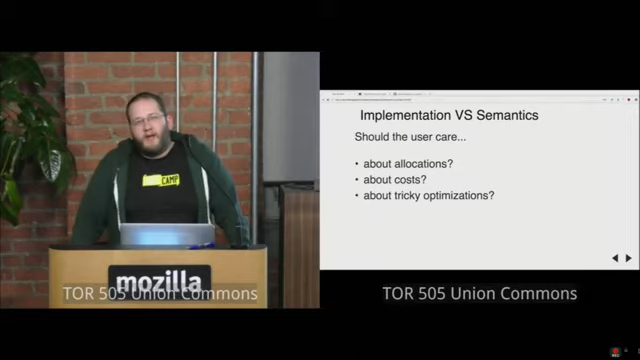 CAMP
mozilla
TOR 505 Union Commons
Implementation VS Semantics
Should the user care...
• about allocations?
• about costs?
• about tricky optimizations?
TOR 505 Union Commons